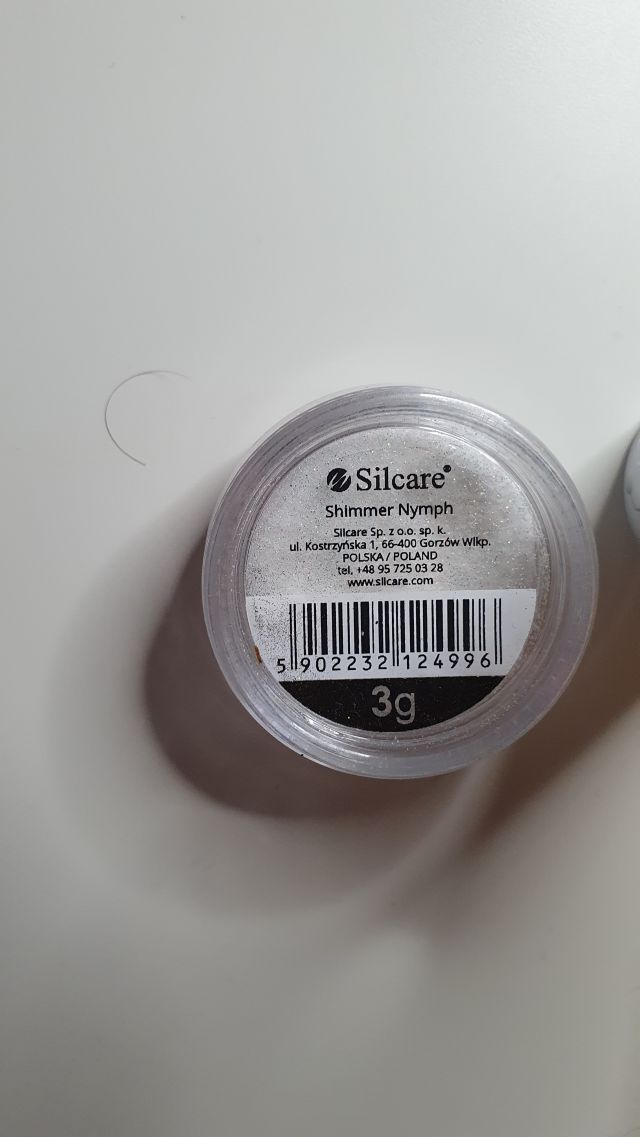 Silcare®
Shimmer Nymph
Silcare Sp. z o.o. sp. k.
ul. Kostrzyńska 1, 66-400 Gorzów Wlkp.
POLSKA / POLAND
tel. +48 95 725 03 28
www.silcare.com
5 902232 124996
3g